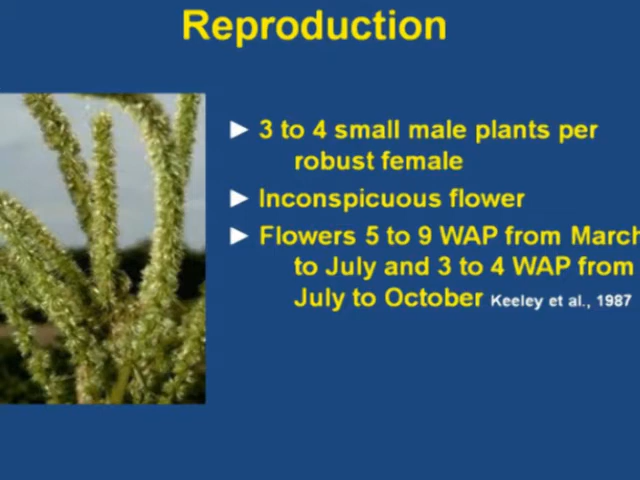 Reproduction
► 3 to 4 small male plants per
robust female
► Inconspicuous flower
► Flowers 5 to 9 WAP from March
to July and 3 to 4 WAP from
July to October Keeley et al., 1987